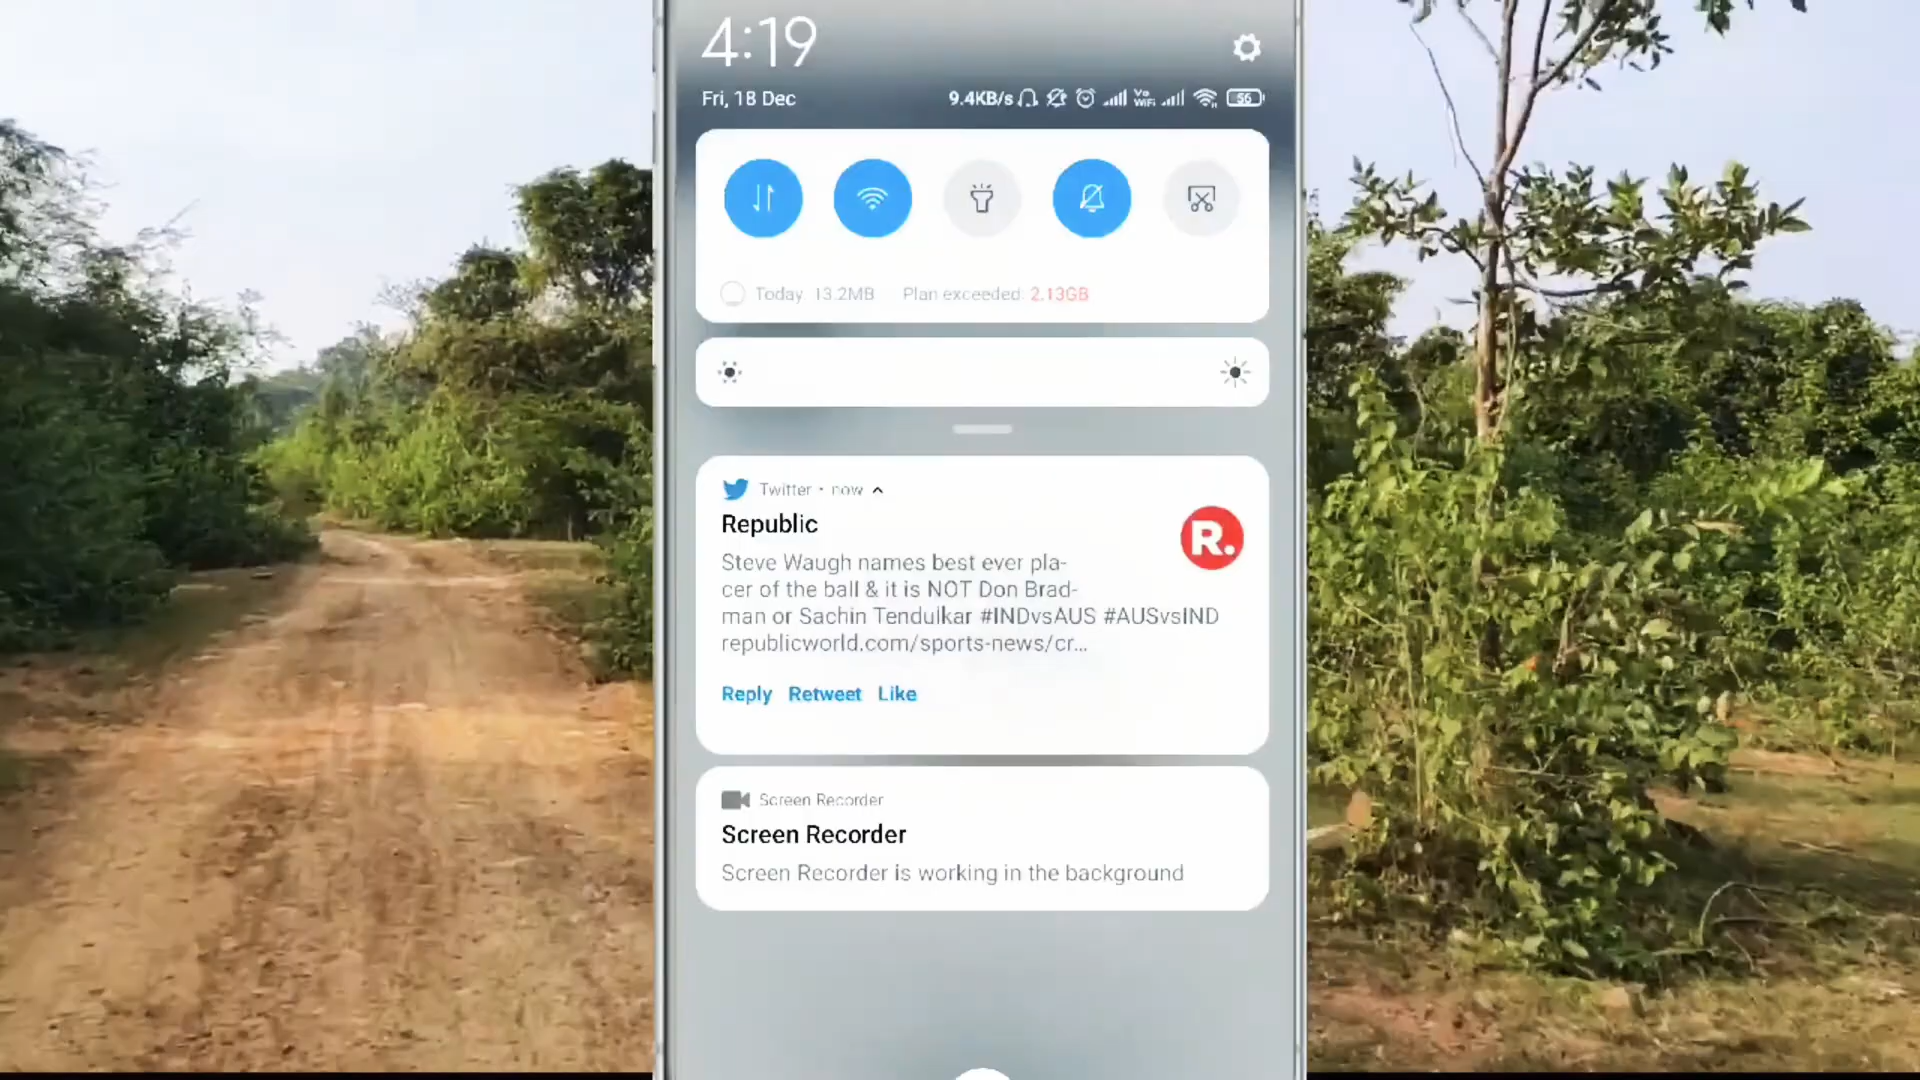 4:19
Fri, 18 Dec
9.4KB/s Vo WiFi 56
Today 13.2MB Plan exceeded: 2.13GB
Twitter • now
Republic
R.
Steve Waugh names best ever pla-
cer of the ball & it is NOT Don Brad-
man or Sachin Tendulkar #INDvsAUS #AUSvsIND
republicworld.com/sports-news/cr...
Reply Retweet Like
Screen Recorder
Screen Recorder
Screen Recorder is working in the background